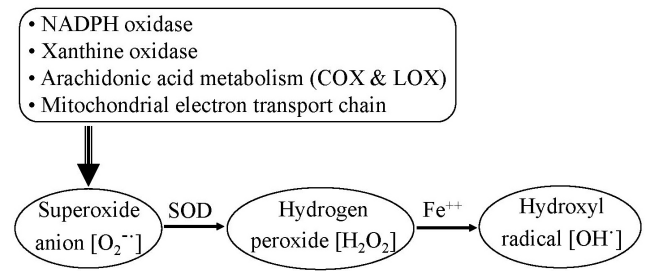 • NADPH oxidase
• Xanthine oxidase
• Arachidonic acid metabolism (COX & LOX)
• Mitochondrial electron transport chain
Superoxide
anion [O₂⁻˙]
SOD
Hydrogen
peroxide [H₂O₂]
Fe⁺⁺
Hydroxyl
radical [OH˙]